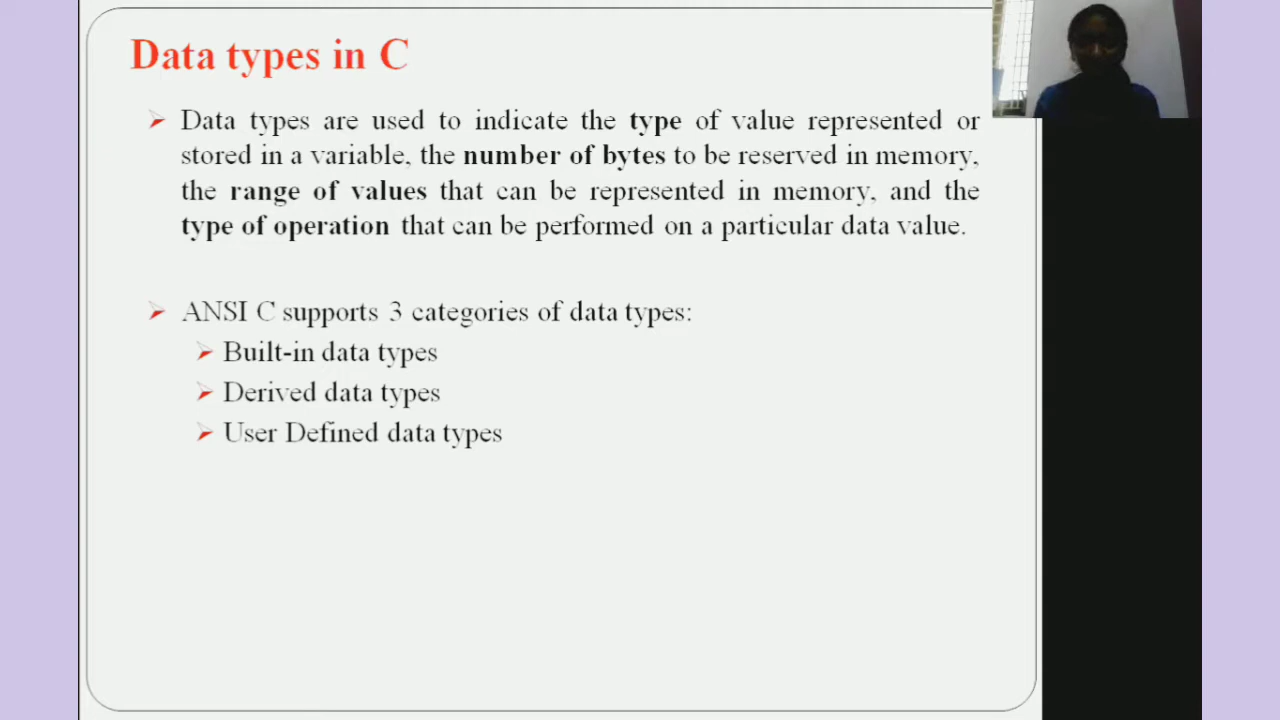 Data types in C
Data types are used to indicate the type of value represented or
stored in a variable, the number of bytes to be reserved in memory,
the range of values that can be represented in memory, and the
type of operation that can be performed on a particular data value.
ANSI C supports 3 categories of data types:
Built-in data types
Derived data types
User Defined data types